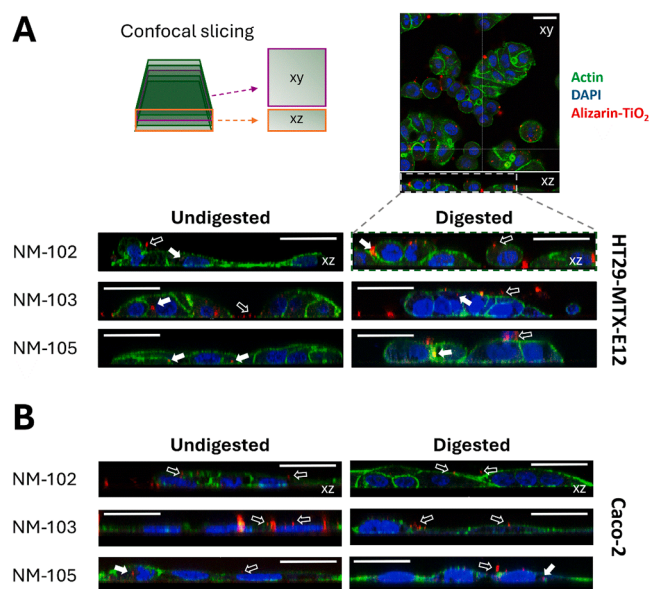 A
Confocal slicing
xy
xz
xy
xz
Actin
DAPI
Alizarin-TiO₂
Undigested
Digested
NM-102
xz
xz
NM-103
NM-105
HT29-MTX-E12
B
Undigested
Digested
NM-102
xz
xz
NM-103
NM-105
Caco-2